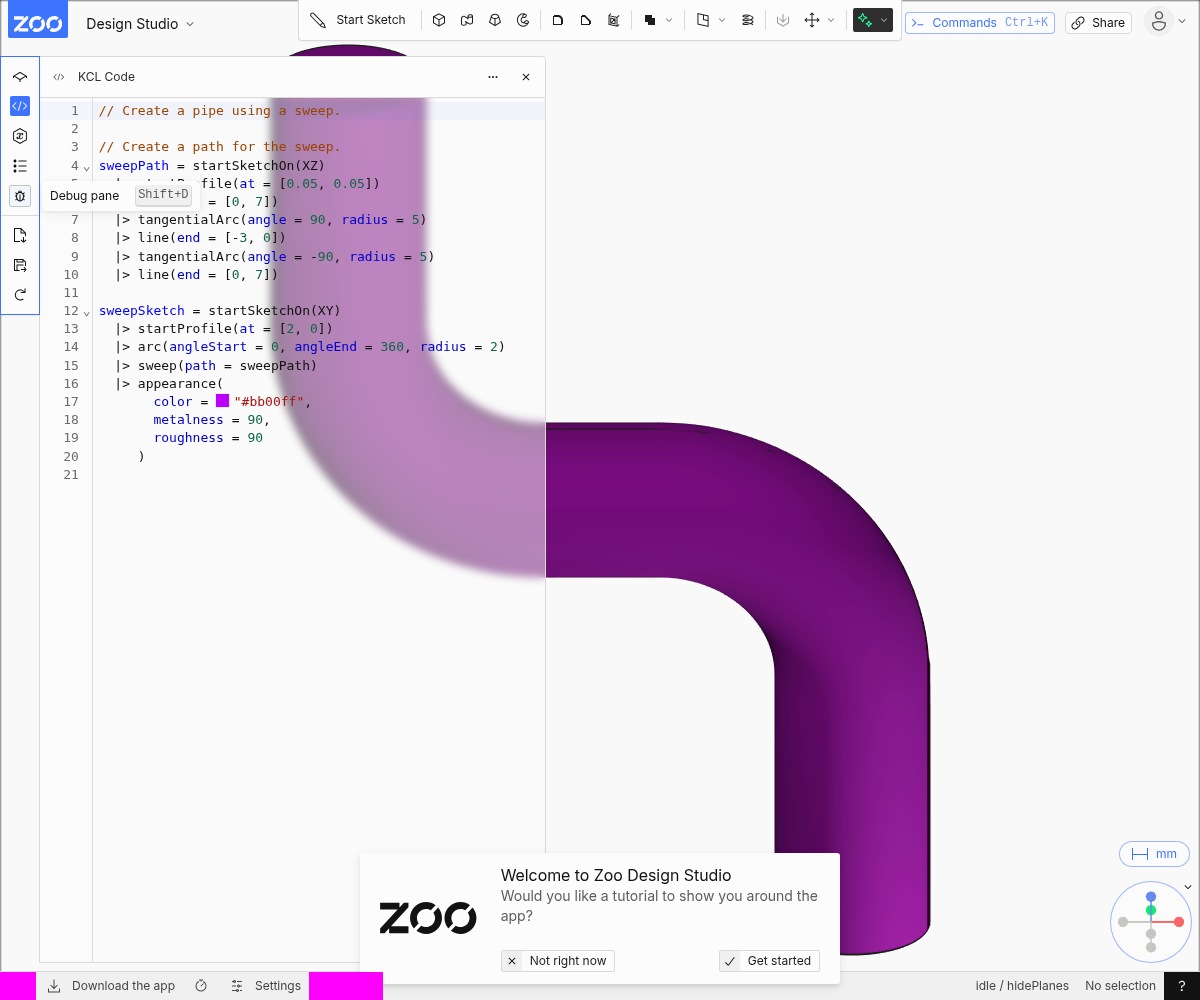 ZOO
Design Studio
Start Sketch
Commands Ctrl+K
Share
KCL Code
1 // Create a pipe using a sweep.
2
3 // Create a path for the sweep.
4 sweepPath = startSketchOn(XZ)
file(at = [0.05, 0.05])
Debug pane Shift+D
= [0, 7])
7 |> tangentialArc(angle = 90, radius = 5)
8 |> line(end = [-3, 0])
9 |> tangentialArc(angle = -90, radius = 5)
10 |> line(end = [0, 7])
11
12 sweepSketch = startSketchOn(XY)
13 |> startProfile(at = [2, 0])
14 |> arc(angleStart = 0, angleEnd = 360, radius = 2)
15 |> sweep(path = sweepPath)
16 |> appearance(
17 color = "#bb00ff",
18 metalness = 90,
19 roughness = 90
20 )
21
mm
ZOO
Welcome to Zoo Design Studio
Would you like a tutorial to show you around the
app?
Not right now
Get started
Download the app
Settings
idle / hidePlanes
No selection
?